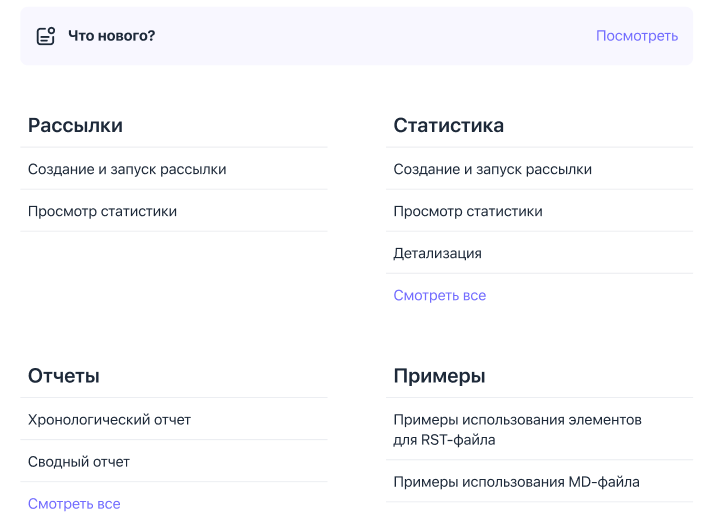 Что нового?
Посмотреть
Рассылки
Создание и запуск рассылки
Просмотр статистики
Статистика
Создание и запуск рассылки
Просмотр статистики
Детализация
Смотреть все
Отчеты
Хронологический отчет
Сводный отчет
Смотреть все
Примеры
Примеры использования элементов
для RST-файла
Примеры использования MD-файла